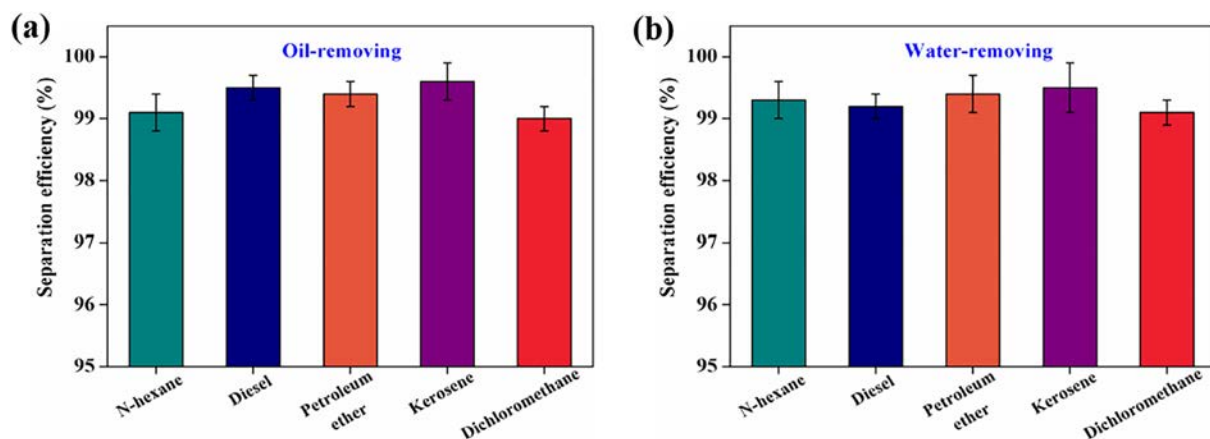 (a)
Oil-removing
Separation efficiency (%)
100
99
98
97
96
95
N-hexane
Diesel
Petroleum
ether
Kerosene
Dichloromethane
(b)
Water-removing
Separation efficiency (%)
100
99
98
97
96
95
N-hexane
Diesel
Petroleum
ether
Kerosene
Dichloromethane